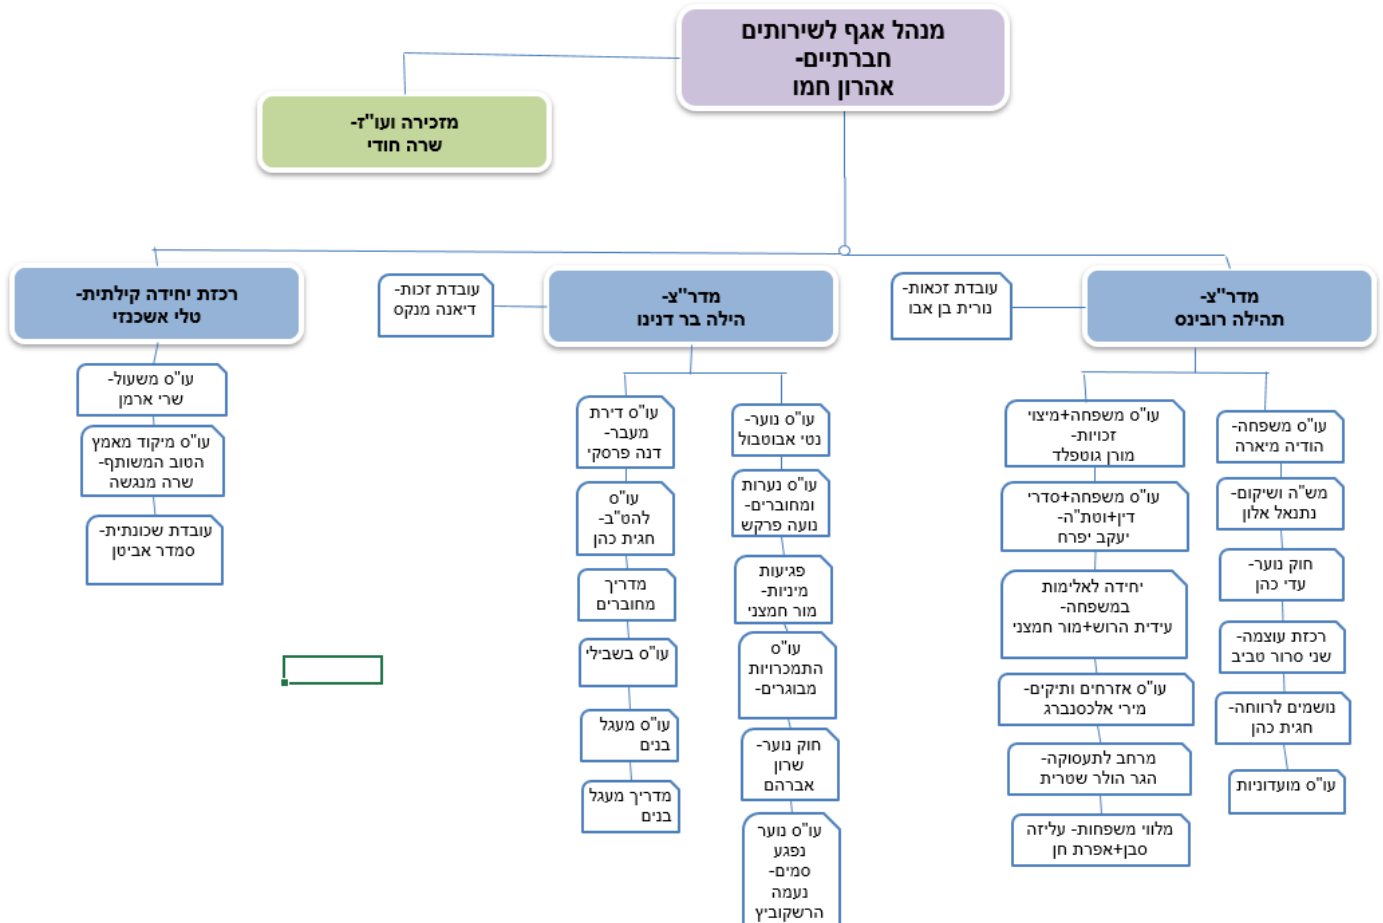 מנהל אגף לשירותים
חברתיים-
אהרון חמו
מזכירה ועו"ז-
שרה חודי
מדר"צ-
תהילה רובינס
עובדת זכאות-
נורית בן אבו
עו"ס משפחה-
הודיה מיארה
מש"ה ושיקום-
נתנאל אלון
חוק נוער-
עדי כהן
רכזת עוצמה-
שני סרור טביב
נושמים לרווחה-
חגית כהן
עו"ס מועדוניות
עו"ס משפחה+מיצוי
זכויות-
מורן גוטפלד
עו"ס משפחה+סדרי
דין+וטת"ה-
יעקב יפרח
יחידה לאלימות
במשפחה-
עידית הרוש+מור חמצני
עו"ס אזרחים ותיקים-
מירי אלכסנברג
מרחב לתעסוקה-
הגר הולר שטרית
מלווי משפחות- עליזה
סבן+אפרת חן
מדר"צ-
הילה בר דנינו
עובדת זכות-
דיאנה מנקס
עו"ס נוער-
נטי אבוטבול
עו"ס נערות
ומחוברים-
נועה פרקש
פגיעות
מיניות-
מור חמצני
עו"ס
התמכרויות
מבוגרים-
חוק נוער-
שרון
אברהם
עו"ס נוער
נפגע
סמים-
נעמה
הרשקוביץ
עו"ס דירת
מעבר-
דנה פרסקי
עו"ס
להט"ב-
חגית כהן
מדריך
מחוברים
עו"ס בשבילי
עו"ס מעגל
בנים
מדריך מעגל
בנים
רכזת יחידה קילתית-
טלי אשכנזי
עו"ס משעול-
שרי ארמן
עו"ס מיקוד מאמץ
הטוב המשותף-
שרה מנגשה
עובדת שכונתית-
סמדר אביטן